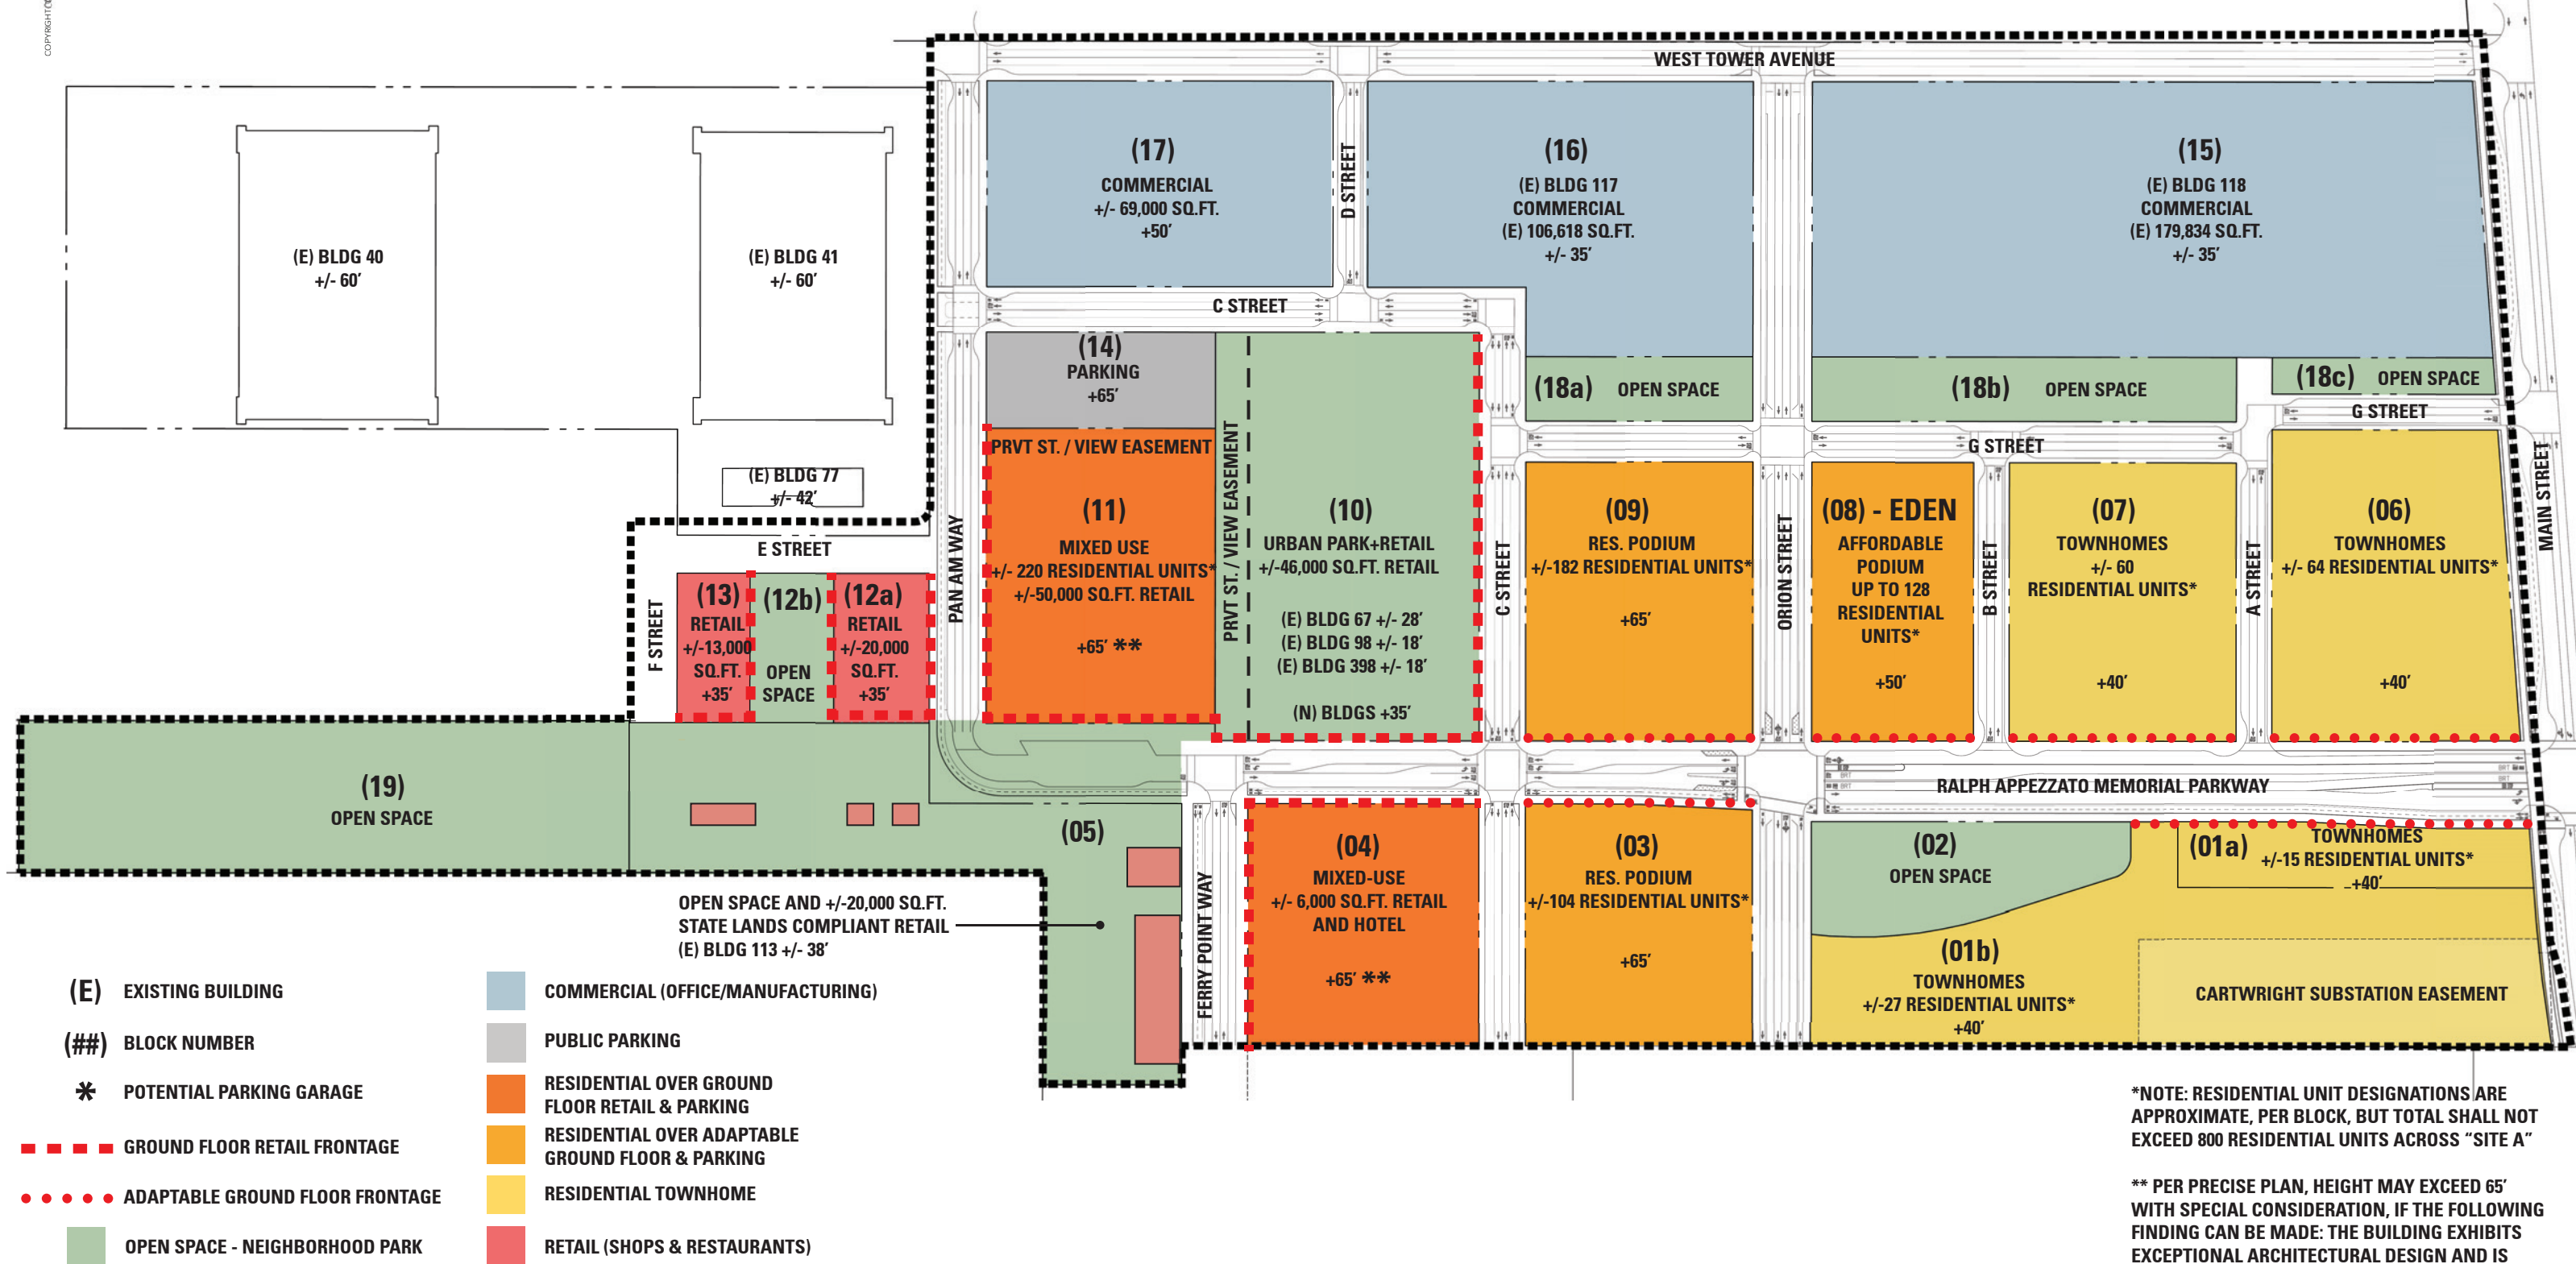 COPYRIGHT
WEST TOWER AVENUE
(E) BLDG 40
+/- 60′
(E) BLDG 41
+/- 60′
(E) BLDG 77
+/- 42′
(17)
COMMERCIAL
+/- 69,000 SQ.FT.
+50′
D STREET
(16)
(E) BLDG 117
COMMERCIAL
(E) 106,618 SQ.FT.
+/- 35′
(15)
(E) BLDG 118
COMMERCIAL
(E) 179,834 SQ.FT.
+/- 35′
C STREET
(14)
PARKING
+65′
(18a) OPEN SPACE
(18b) OPEN SPACE
(18c) OPEN SPACE
G STREET
G STREET
MAIN STREET
PRVT ST. / VIEW EASEMENT
(11)
MIXED USE
+/- 220 RESIDENTIAL UNITS*
+/-50,000 SQ.FT. RETAIL
+65′ **
PRVT ST. / VIEW EASEMENT
(10)
URBAN PARK+RETAIL
+/-46,000 SQ.FT. RETAIL
(E) BLDG 67 +/- 28′
(E) BLDG 98 +/- 18′
(E) BLDG 398 +/- 18′
(N) BLDGS +35′
C STREET
(09)
RES. PODIUM
+/-182 RESIDENTIAL UNITS*
+65′
ORION STREET
(08) - EDEN
AFFORDABLE
PODIUM
UP TO 128
RESIDENTIAL
UNITS*
+50′
B STREET
(07)
TOWNHOMES
+/- 60
RESIDENTIAL UNITS*
+40′
A STREET
(06)
TOWNHOMES
+/- 64 RESIDENTIAL UNITS*
+40′
E STREET
F STREET
(13)
RETAIL
+/-13,000
SQ.FT.
+35′
(12b)
OPEN
SPACE
(12a)
RETAIL
+/-20,000
SQ.FT.
+35′
PAN AM WAY
(19)
OPEN SPACE
(05)
OPEN SPACE AND +/-20,000 SQ.FT.
STATE LANDS COMPLIANT RETAIL
(E) BLDG 113 +/- 38′
FERRY POINT WAY
(04)
MIXED-USE
+/- 6,000 SQ.FT. RETAIL
AND HOTEL
+65′ **
(03)
RES. PODIUM
+/-104 RESIDENTIAL UNITS*
+65′
RALPH APPEZZATO MEMORIAL PARKWAY
BRT
BRT
BRT
BRT
(02)
OPEN SPACE
(01a)
TOWNHOMES
+/-15 RESIDENTIAL UNITS*
+40′
(01b)
TOWNHOMES
+/-27 RESIDENTIAL UNITS*
+40′
CARTWRIGHT SUBSTATION EASEMENT
(E) EXISTING BUILDING
(##) BLOCK NUMBER
* POTENTIAL PARKING GARAGE
GROUND FLOOR RETAIL FRONTAGE
ADAPTABLE GROUND FLOOR FRONTAGE
OPEN SPACE - NEIGHBORHOOD PARK
COMMERCIAL (OFFICE/MANUFACTURING)
PUBLIC PARKING
RESIDENTIAL OVER GROUND
FLOOR RETAIL & PARKING
RESIDENTIAL OVER ADAPTABLE
GROUND FLOOR & PARKING
RESIDENTIAL TOWNHOME
RETAIL (SHOPS & RESTAURANTS)
*NOTE: RESIDENTIAL UNIT DESIGNATIONS ARE
APPROXIMATE, PER BLOCK, BUT TOTAL SHALL NOT
EXCEED 800 RESIDENTIAL UNITS ACROSS “SITE A”
** PER PRECISE PLAN, HEIGHT MAY EXCEED 65′
WITH SPECIAL CONSIDERATION, IF THE FOLLOWING
FINDING CAN BE MADE: THE BUILDING EXHIBITS
EXCEPTIONAL ARCHITECTURAL DESIGN AND IS